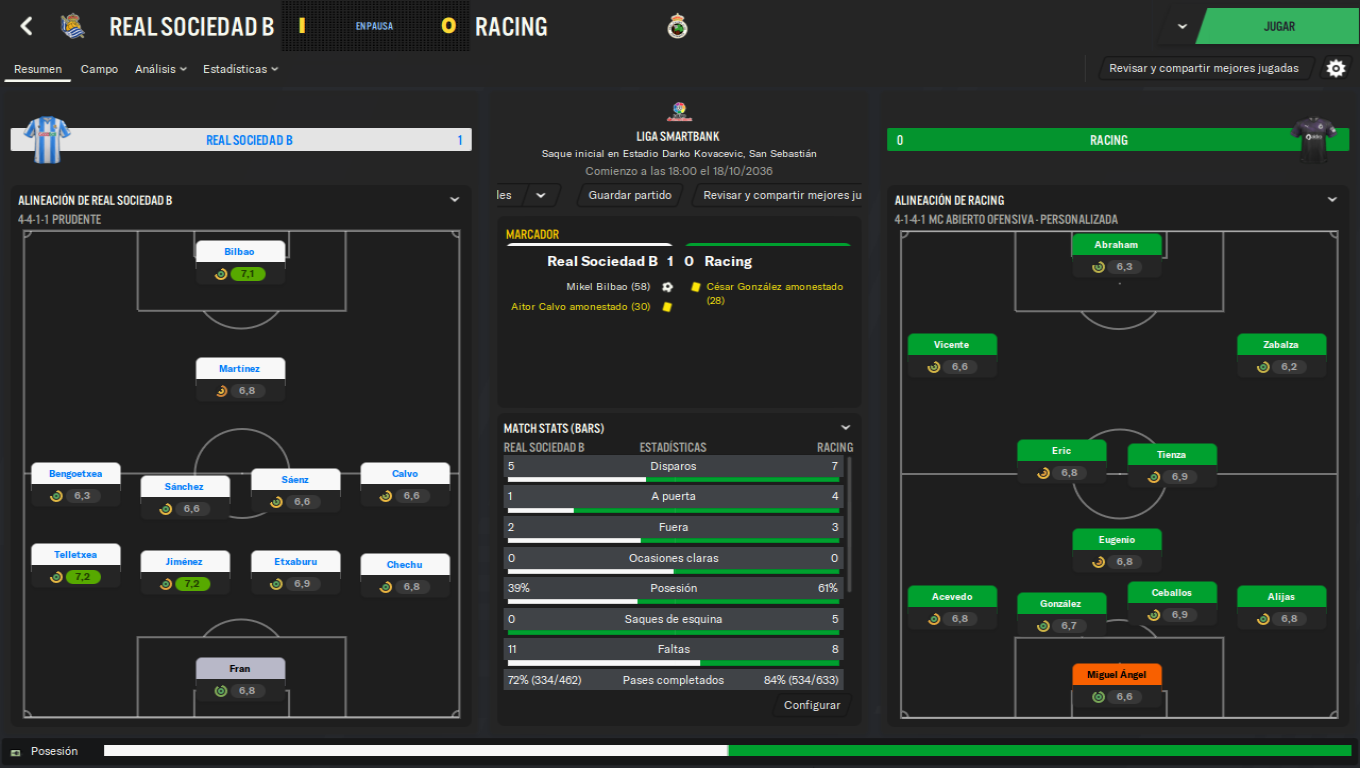 REAL SOCIEDAD B
1
EN PAUSA
0
RACING
JUGAR
Resumen
Campo
Análisis
Estadísticas
Revisar y compartir mejores jugadas
REAL SOCIEDAD B 1
LIGA SMARTBANK
Saque inicial en Estadio Darko Kovacevic, San Sebastián
Comienzo a las 18:00 el 18/10/2036
les
Guardar partido
Revisar y compartir mejores ju
0 RACING
ALINEACIÓN DE REAL SOCIEDAD B
4-4-1-1 PRUDENTE
Bilbao
7,1
Martínez
6,8
Bengoetxea
6,3
Sánchez
6,6
Sáenz
6,6
Calvo
6,6
Telletxea
7,2
Jiménez
7,2
Etxaburu
6,9
Chechu
6,8
Fran
6,8
MARCADOR
Real Sociedad B 1 0 Racing
Mikel Bilbao (58)
Aitor Calvo amonestado (30)
César González amonestado
(28)
MATCH STATS (BARS)
REAL SOCIEDAD B ESTADÍSTICAS RACING
5 Disparos 7
1 A puerta 4
2 Fuera 3
0 Ocasiones claras 0
39% Posesión 61%
0 Saques de esquina 5
11 Faltas 8
72% (334/462) Pases completados 84% (534/633)
Configurar
ALINEACIÓN DE RACING
4-1-4-1 MC ABIERTO OFENSIVA - PERSONALIZADA
Abraham
6,3
Vicente
6,6
Zabalza
6,2
Eric
6,8
Tienza
6,9
Eugenio
6,8
Acevedo
6,8
González
6,7
Ceballos
6,9
Alijas
6,8
Miguel Ángel
6,6
Posesión